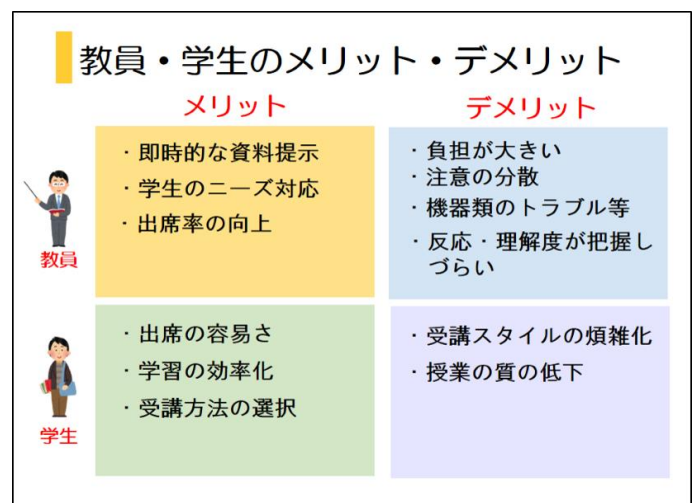 教員・学生のメリット・デメリット
メリット
デメリット
教員
・即時的な資料提示
・学生のニーズ対応
・出席率の向上
・負担が大きい
・注意の分散
・機器類のトラブル等
・反応・理解度が把握し
づらい
学生
・出席の容易さ
・学習の効率化
・受講方法の選択
・受講スタイルの煩雑化
・授業の質の低下